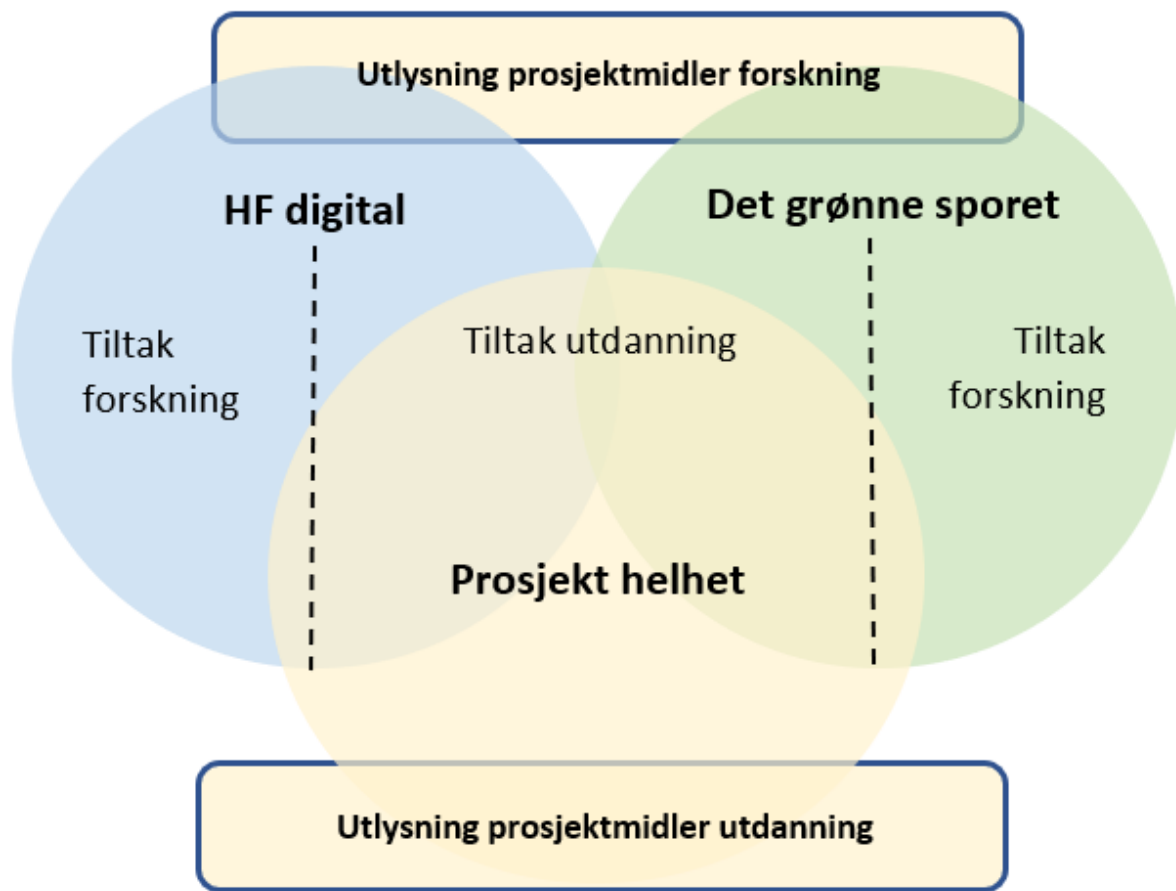 Utlysning prosjektmidler forskning
HF digital
Det grønne sporet
Tiltak
forskning
Tiltak utdanning
Tiltak
forskning
Prosjekt helhet
Utlysning prosjektmidler utdanning